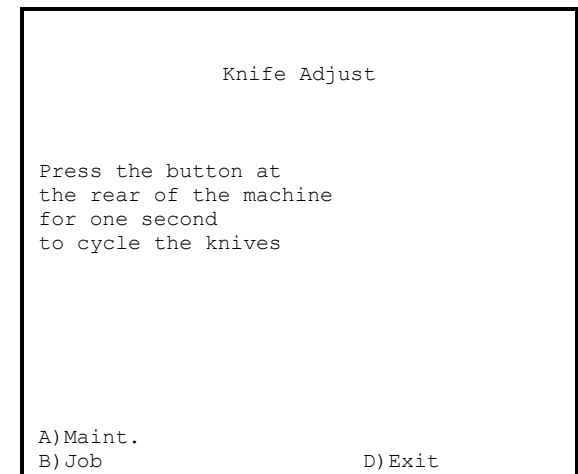 Knife Adjust
Press the button at
the rear of the machine
for one second
to cycle the knives
A)Maint.
B)Job D)Exit